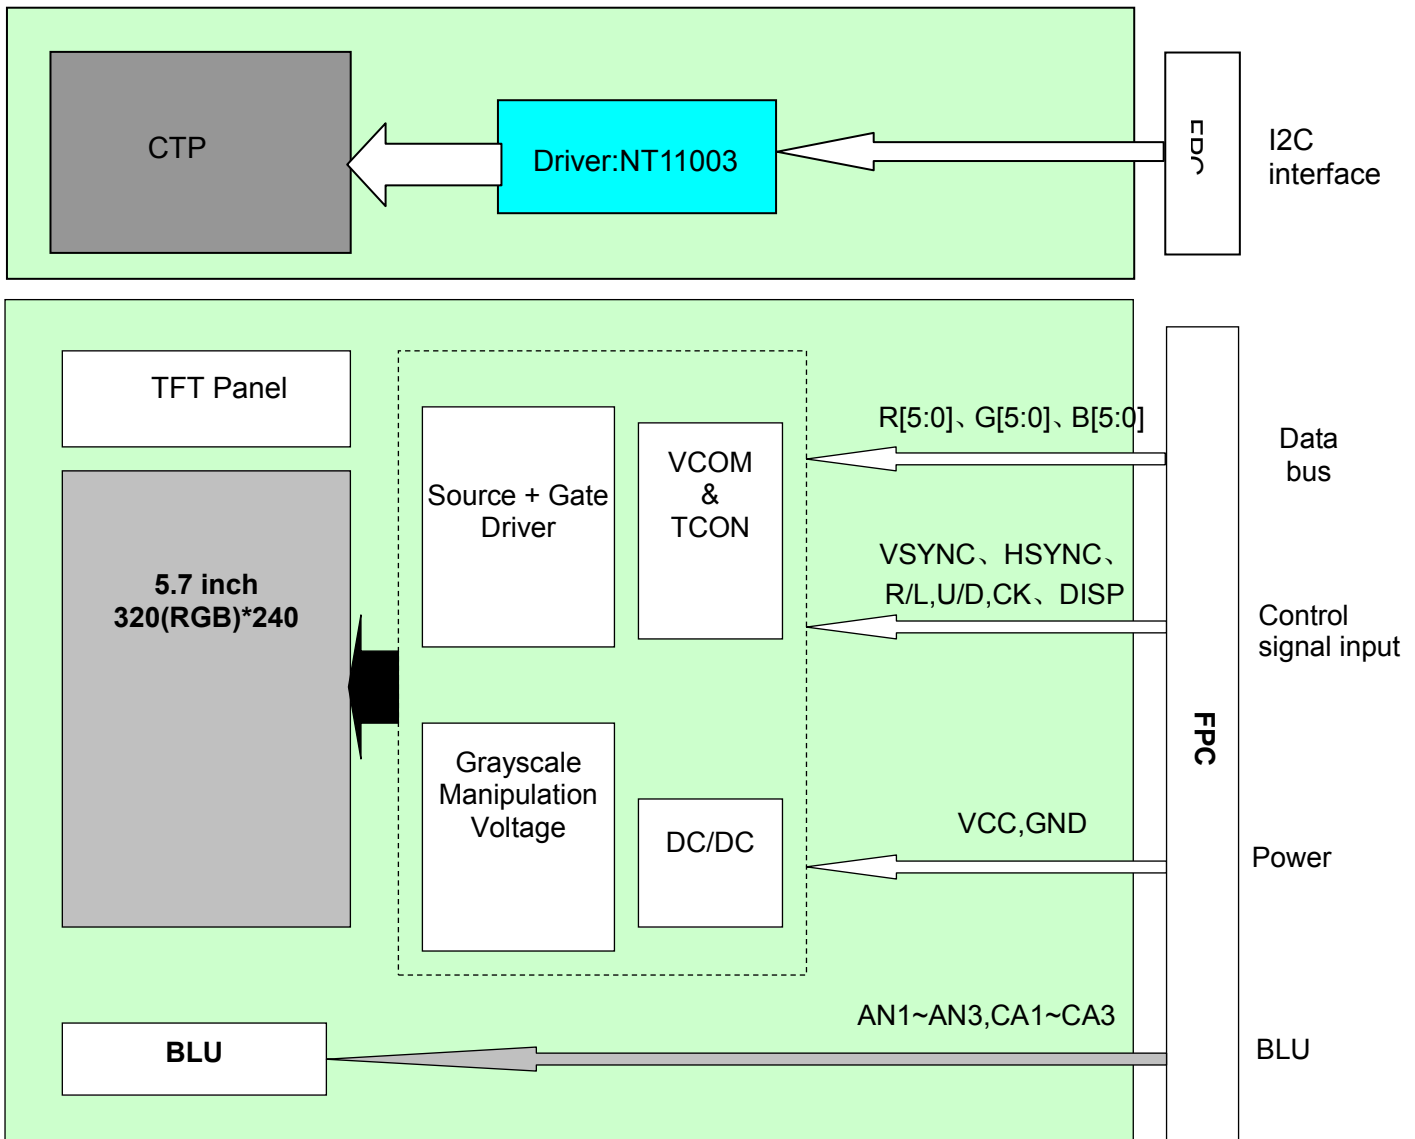 CTP
Driver:NT11003
I2C
interface
TFT Panel
R[5:0]、G[5:0]、B[5:0]
Data
bus
Source + Gate
Driver
VCOM
&
TCON
VSYNC、HSYNC、
R/L,U/D,CK、DISP
5.7 inch
320(RGB)*240
Control
signal input
FPC
Grayscale
Manipulation
Voltage
DC/DC
VCC,GND
Power
AN1~AN3,CA1~CA3
BLU
BLU